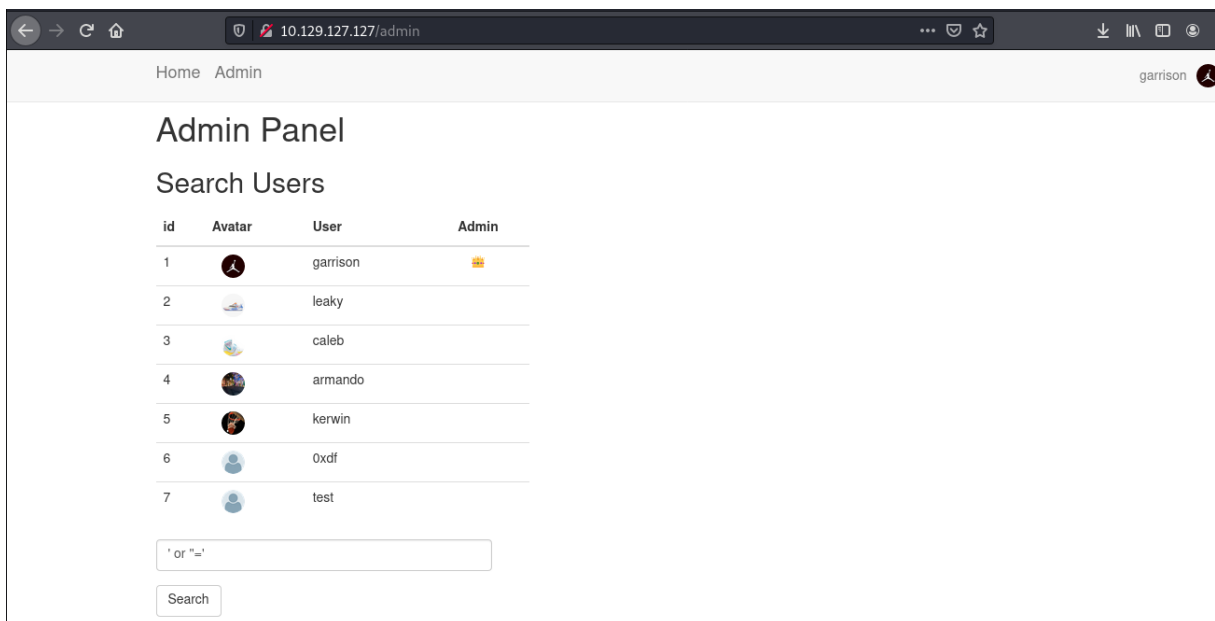 10.129.127.127/admin
Home Admin garrison
Admin Panel
Search Users
id Avatar User Admin
1 garrison
2 leaky
3 caleb
4 armando
5 kerwin
6 0xdf
7 test
' or ''='
Search